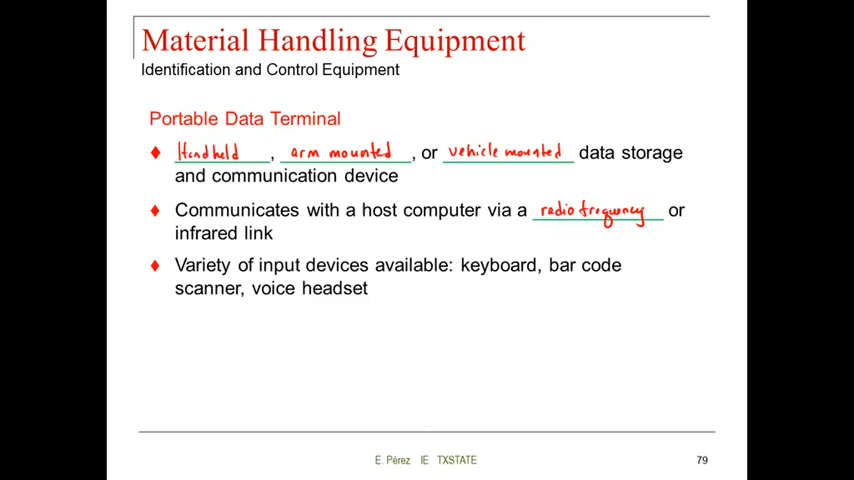 Material Handling Equipment
Identification and Control Equipment
Portable Data Terminal
♦ Handheld, arm mounted, or vehicle mounted data storage
and communication device
♦ Communicates with a host computer via a radio frequency or
infrared link
♦ Variety of input devices available: keyboard, bar code
scanner, voice headset
E. Pérez IE TXSTATE 79